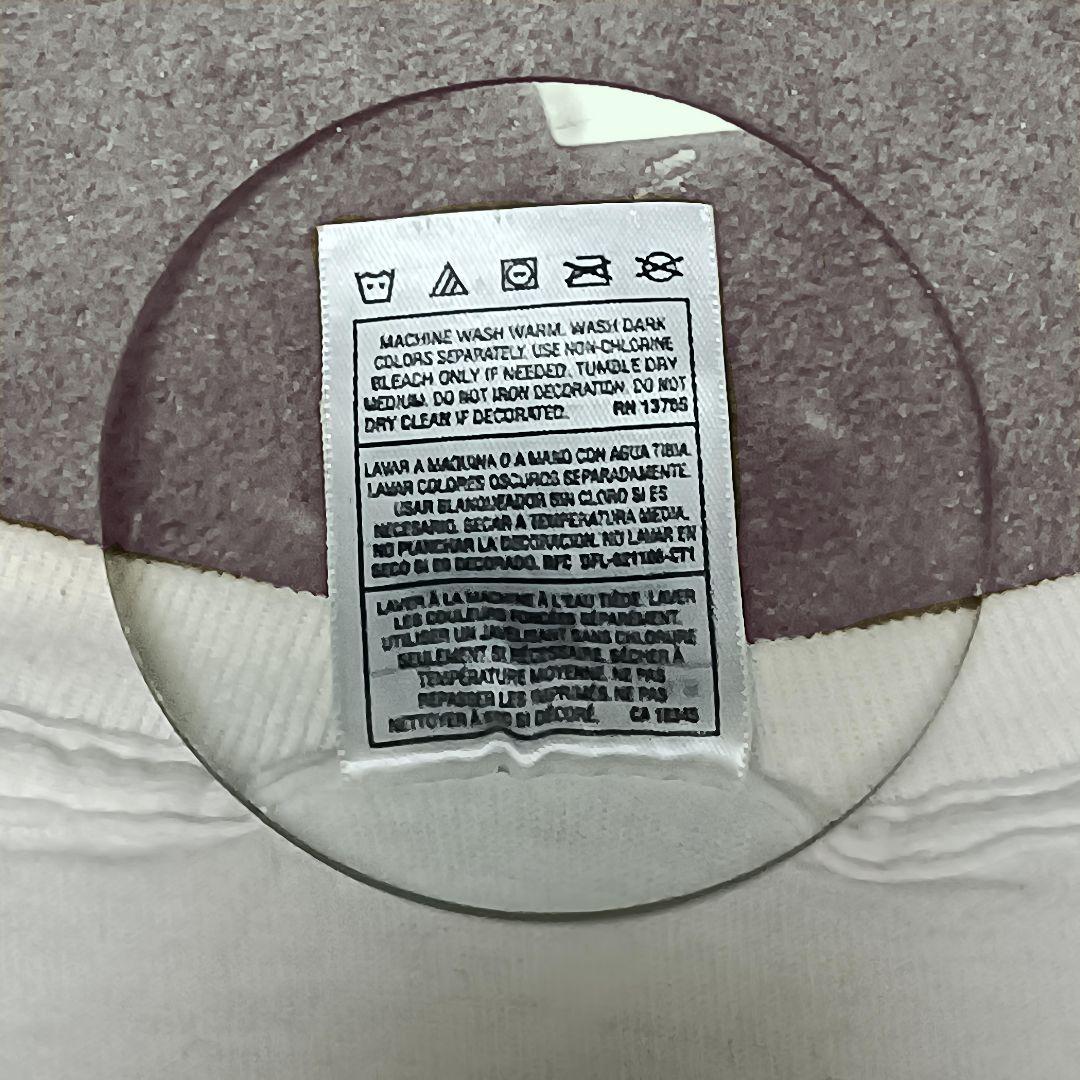 MACHINE WASH WARM. WASH DARK
COLORS SEPARATELY. USE NON-CHLORINE
BLEACH ONLY IF NEEDED. TUMBLE DRY
MEDIUM. DO NOT IRON DECORATION. DO NOT
DRY CLEAN IF DECORATED. RN 13765
LAVAR A MAQUINA O A MANO CON AGUA TIBIA.
LAVAR COLORES OSCUROS SEPARADAMENTE.
USAR BLANQUEADOR SIN CLORO SI ES
NECESARIO. SECAR A TEMPERATURA MEDIA.
NO PLANCHAR LA DECORACION. NO LAVAR EN
SECO SI ES DECORADO. RFC
LAVER À LA MACHINE À L'EAU TIÈDE. LAVER
LES COULEURS FONCÉES SÉPARÉMENT.
UTILISER UN JAVELISANT SANS CHLORURE
SEULEMENT SI NÉCESSAIRE. SÉCHER À
TEMPÉRATURE MOYENNE. NE PAS
REPASSER LES IMPRIMÉS. NE PAS
NETTOYER À SEC SI DÉCORÉ. CA